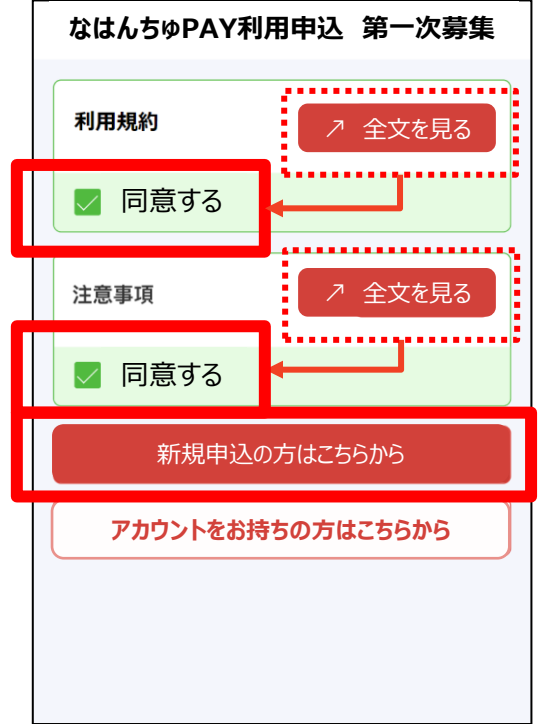 なはんちゅPAY利用申込 第一次募集
利用規約
↗ 全文を見る
同意する
注意事項
↗ 全文を見る
同意する
新規申込の方はこちらから
アカウントをお持ちの方はこちらから